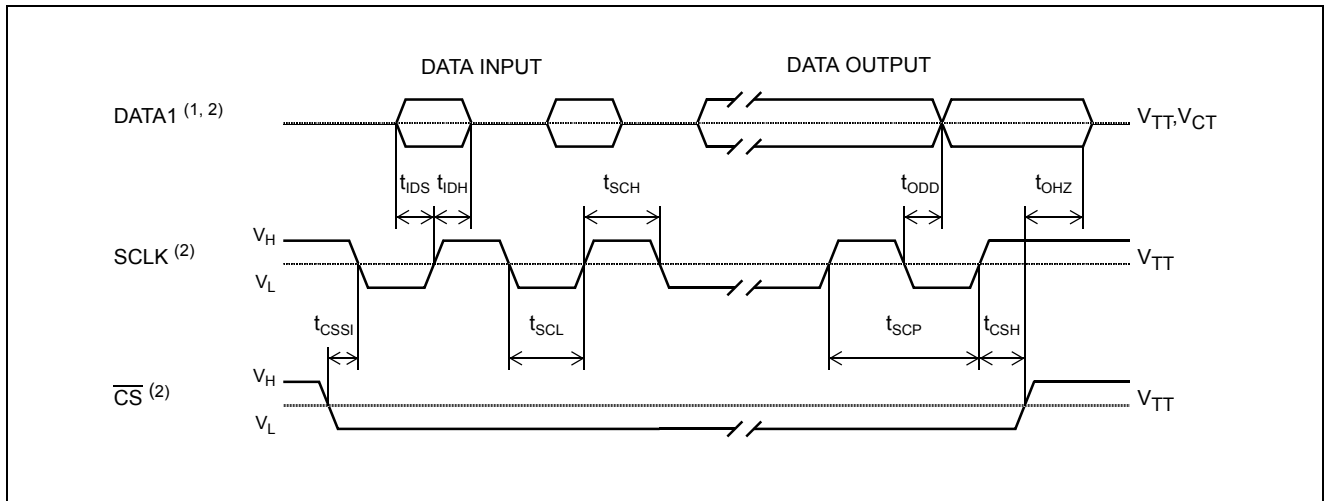 DATA INPUT DATA OUTPUT
DATA1 (1, 2) VTT,VCT
tIDS tIDH tSCH tODD tOHZ
VH
SCLK (2) VTT
VL
tCSSI tSCL tSCP tCSH
VH
CS (2) VTT
VL